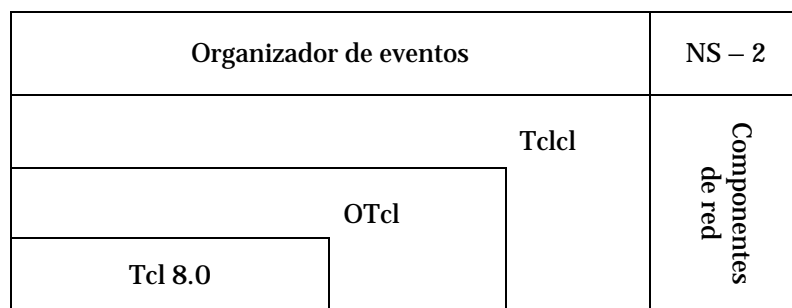 Organizador de eventos
NS – 2
Tclcl
Componentes
de red
OTcl
Tcl 8.0